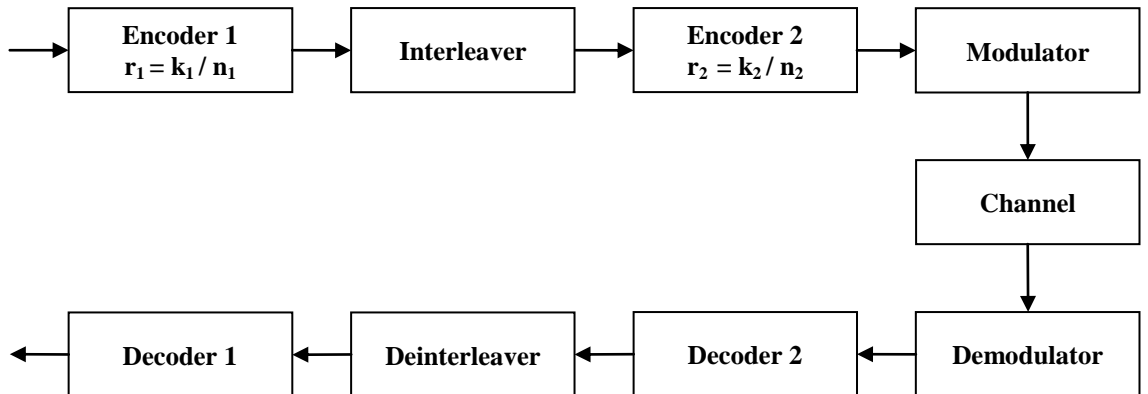 Encoder 1
r₁ = k₁ / n₁
Interleaver
Encoder 2
r₂ = k₂ / n₂
Modulator
Channel
Decoder 1
Deinterleaver
Decoder 2
Demodulator